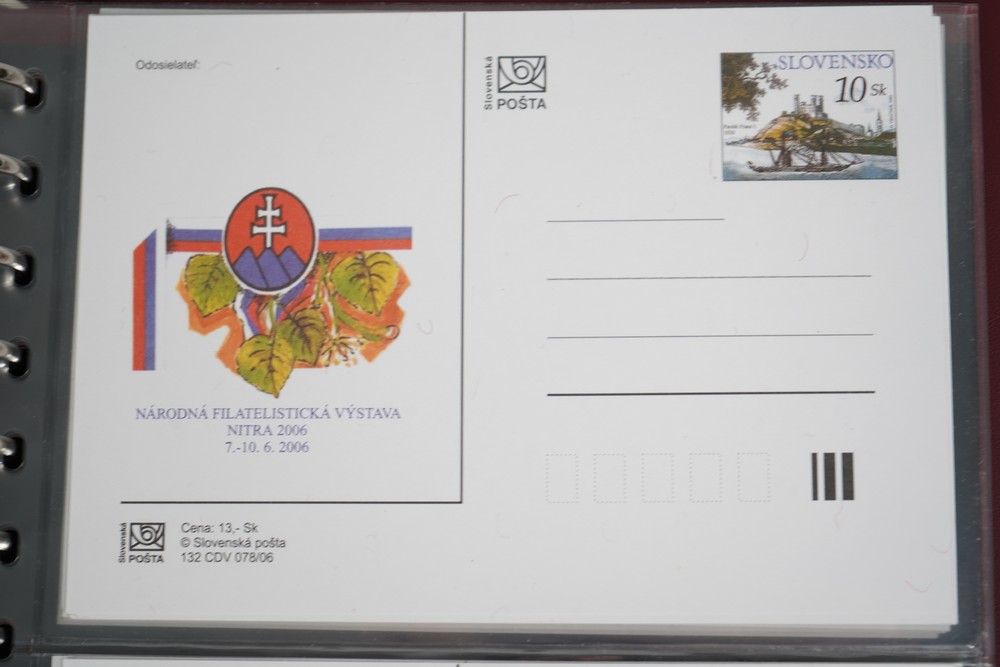 Odosielateľ:
NÁRODNÁ FILATELISTICKÁ VÝSTAVA
NITRA 2006
7.-10. 6. 2006
Slovenská
POŠTA
Cena: 13,- Sk
© Slovenská pošta
132 CDV 078/06
Slovenská
POŠTA
SLOVENSKO
10 Sk